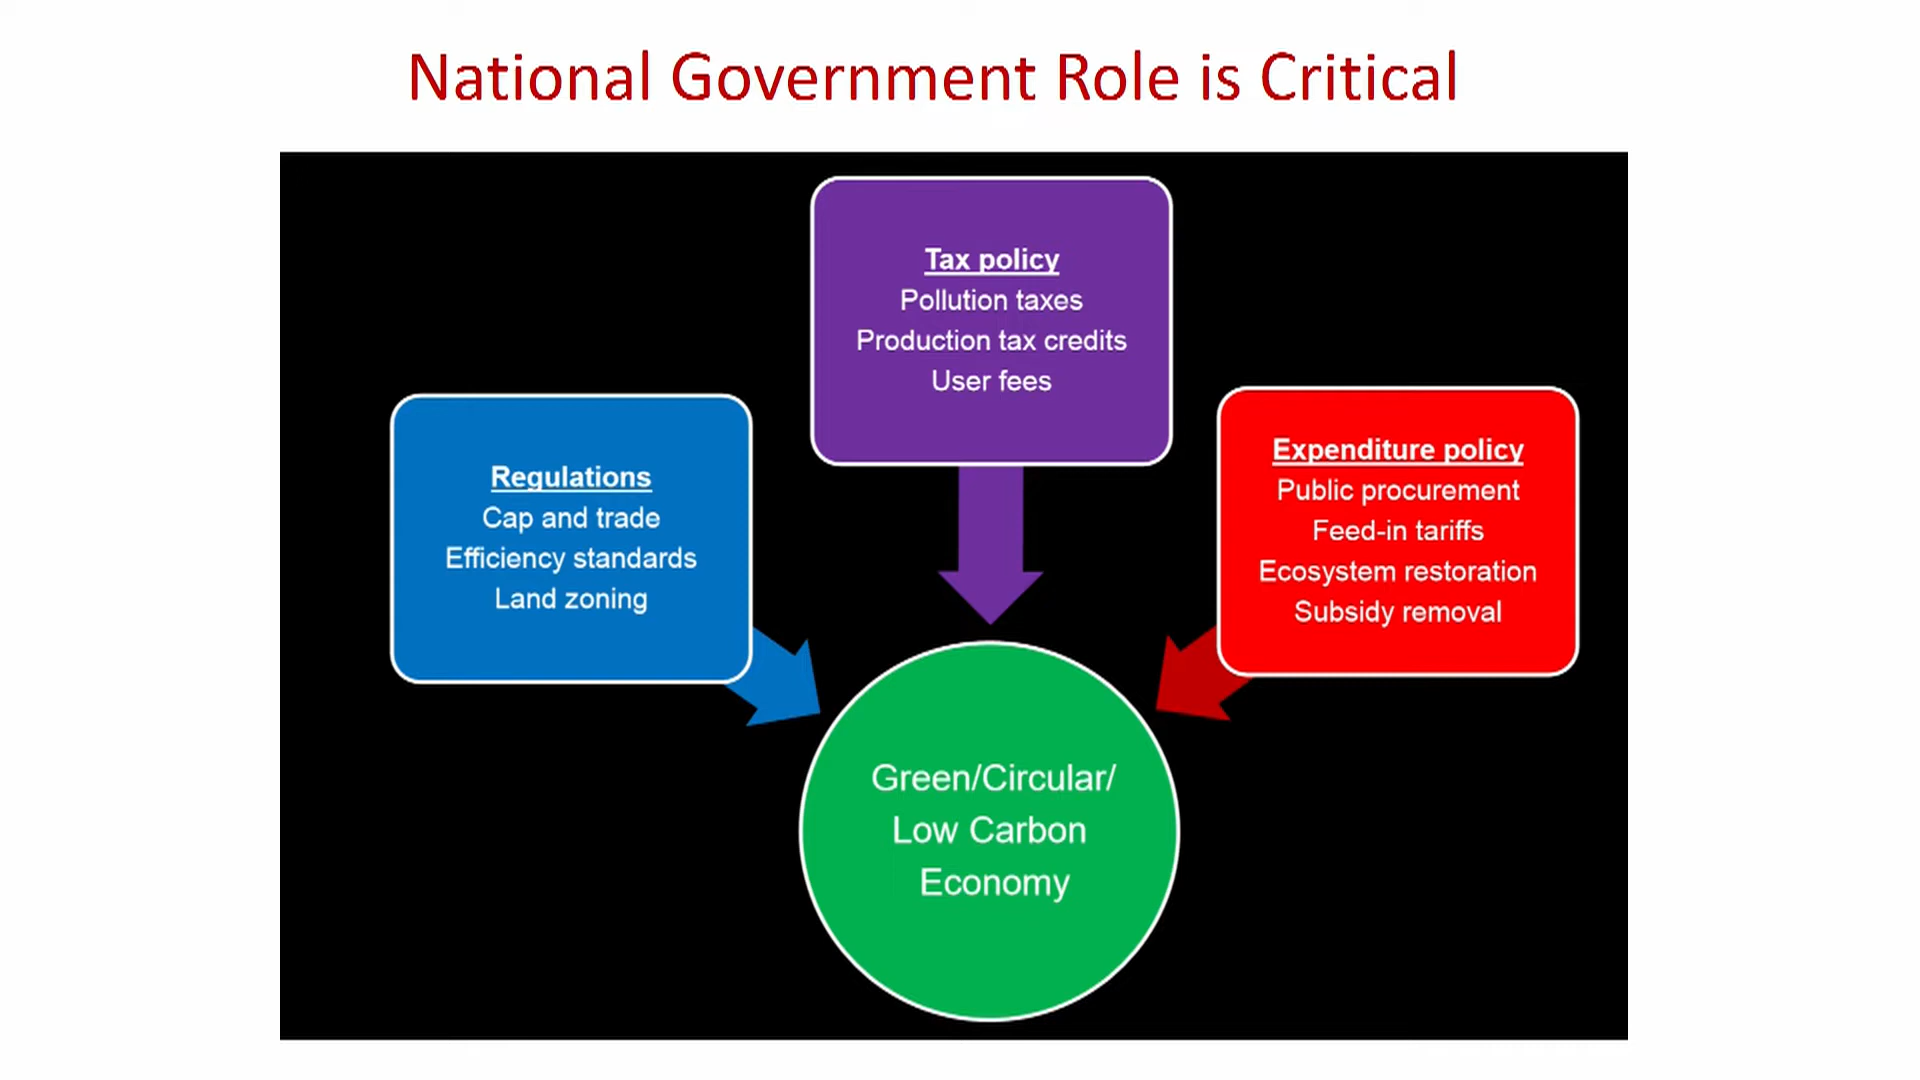 National Government Role is Critical
Tax policy
Pollution taxes
Production tax credits
User fees
Regulations
Cap and trade
Efficiency standards
Land zoning
Expenditure policy
Public procurement
Feed-in tariffs
Ecosystem restoration
Subsidy removal
Green/Circular/
Low Carbon
Economy